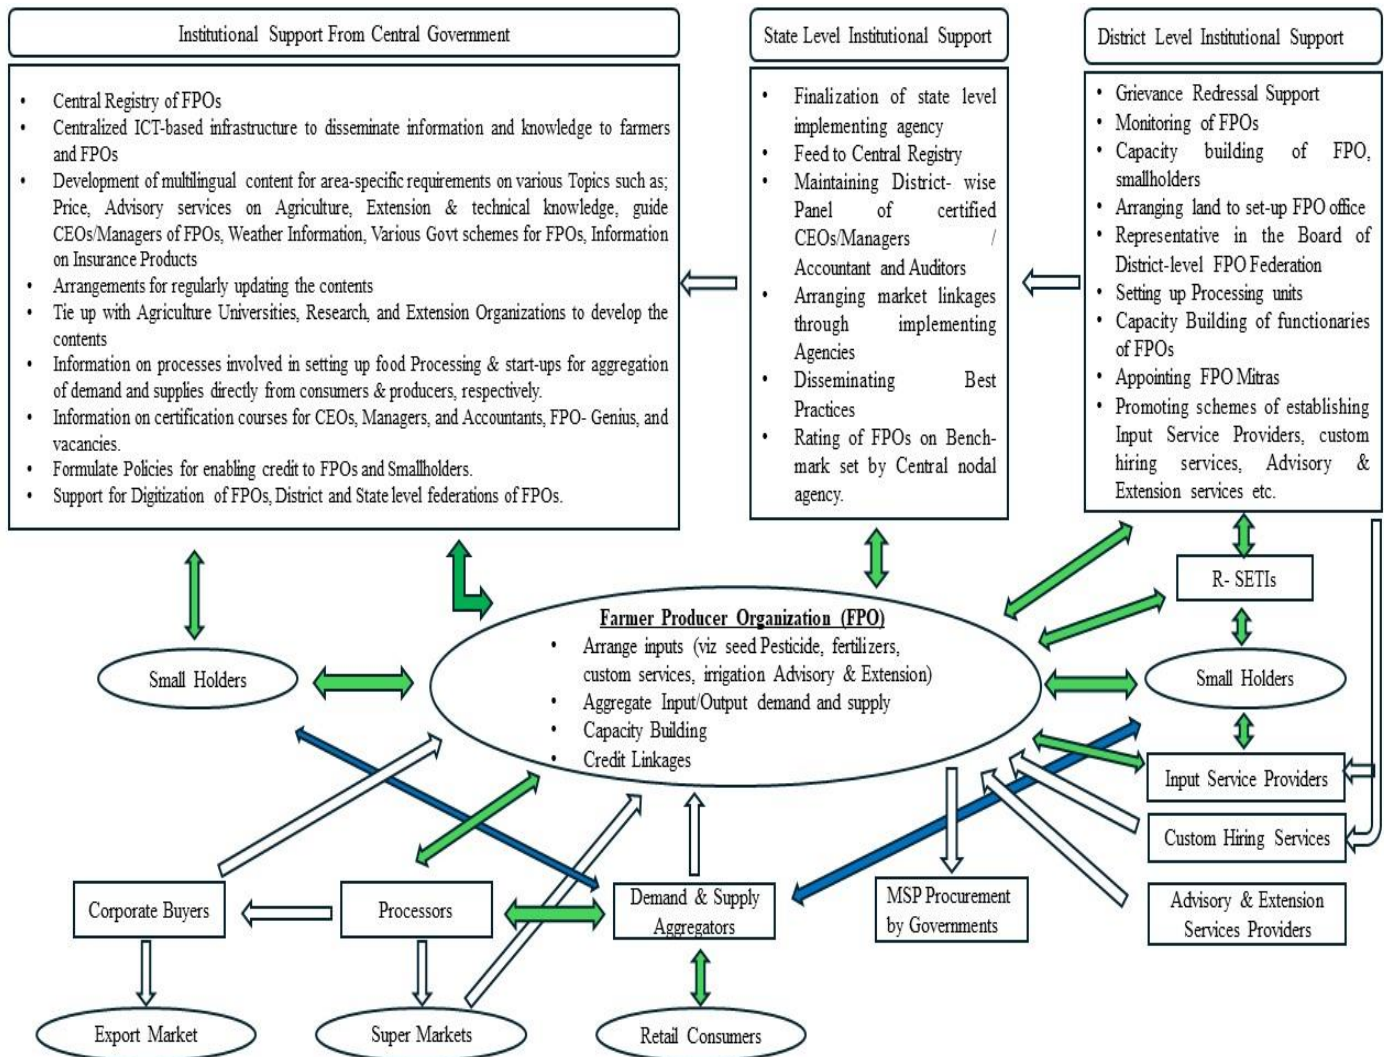 Institutional Support From Central Government
• Central Registry of FPOs
• Centralized ICT-based infrastructure to disseminate information and knowledge to farmers
and FPOs
• Development of multilingual content for area-specific requirements on various Topics such as;
Price, Advisory services on Agriculture, Extension & technical knowledge, guide
CEOs/Managers of FPOs, Weather Information, Various Govt schemes for FPOs, Information
on Insurance Products
• Arrangements for regularly updating the contents
• Tie up with Agriculture Universities, Research, and Extension Organizations to develop the
contents
• Information on processes involved in setting up food Processing & start-ups for aggregation
of demand and supplies directly from consumers & producers, respectively.
• Information on certification courses for CEOs, Managers, and Accountants, FPO- Genius, and
vacancies.
• Formulate Policies for enabling credit to FPOs and Smallholders.
• Support for Digitization of FPOs, District and State level federations of FPOs.
State Level Institutional Support
• Finalization of state level
implementing agency
• Feed to Central Registry
• Maintaining District- wise
Panel of certified
CEOs/Managers /
Accountant and Auditors
• Arranging market linkages
through implementing
Agencies
• Disseminating Best
Practices
• Rating of FPOs on Bench-
mark set by Central nodal
agency.
District Level Institutional Support
• Grievance Redressal Support
• Monitoring of FPOs
• Capacity building of FPO,
smallholders
• Arranging land to set-up FPO office
• Representative in the Board of
District-level FPO Federation
• Setting up Processing units
• Capacity Building of functionaries
of FPOs
• Appointing FPO Mitras
• Promoting schemes of establishing
Input Service Providers, custom
hiring services, Advisory &
Extension services etc.
R- SETIs
Small Holders
Farmer Producer Organization (FPO)
• Arrange inputs (viz seed Pesticide, fertilizers,
custom services, irrigation Advisory & Extension)
• Aggregate Input/Output demand and supply
• Capacity Building
• Credit Linkages
Small Holders
Input Service Providers
Custom Hiring Services
Advisory & Extension
Services Providers
Corporate Buyers
Processors
Demand & Supply
Aggregators
MSP Procurement
by Governments
Export Market
Super Markets
Retail Consumers